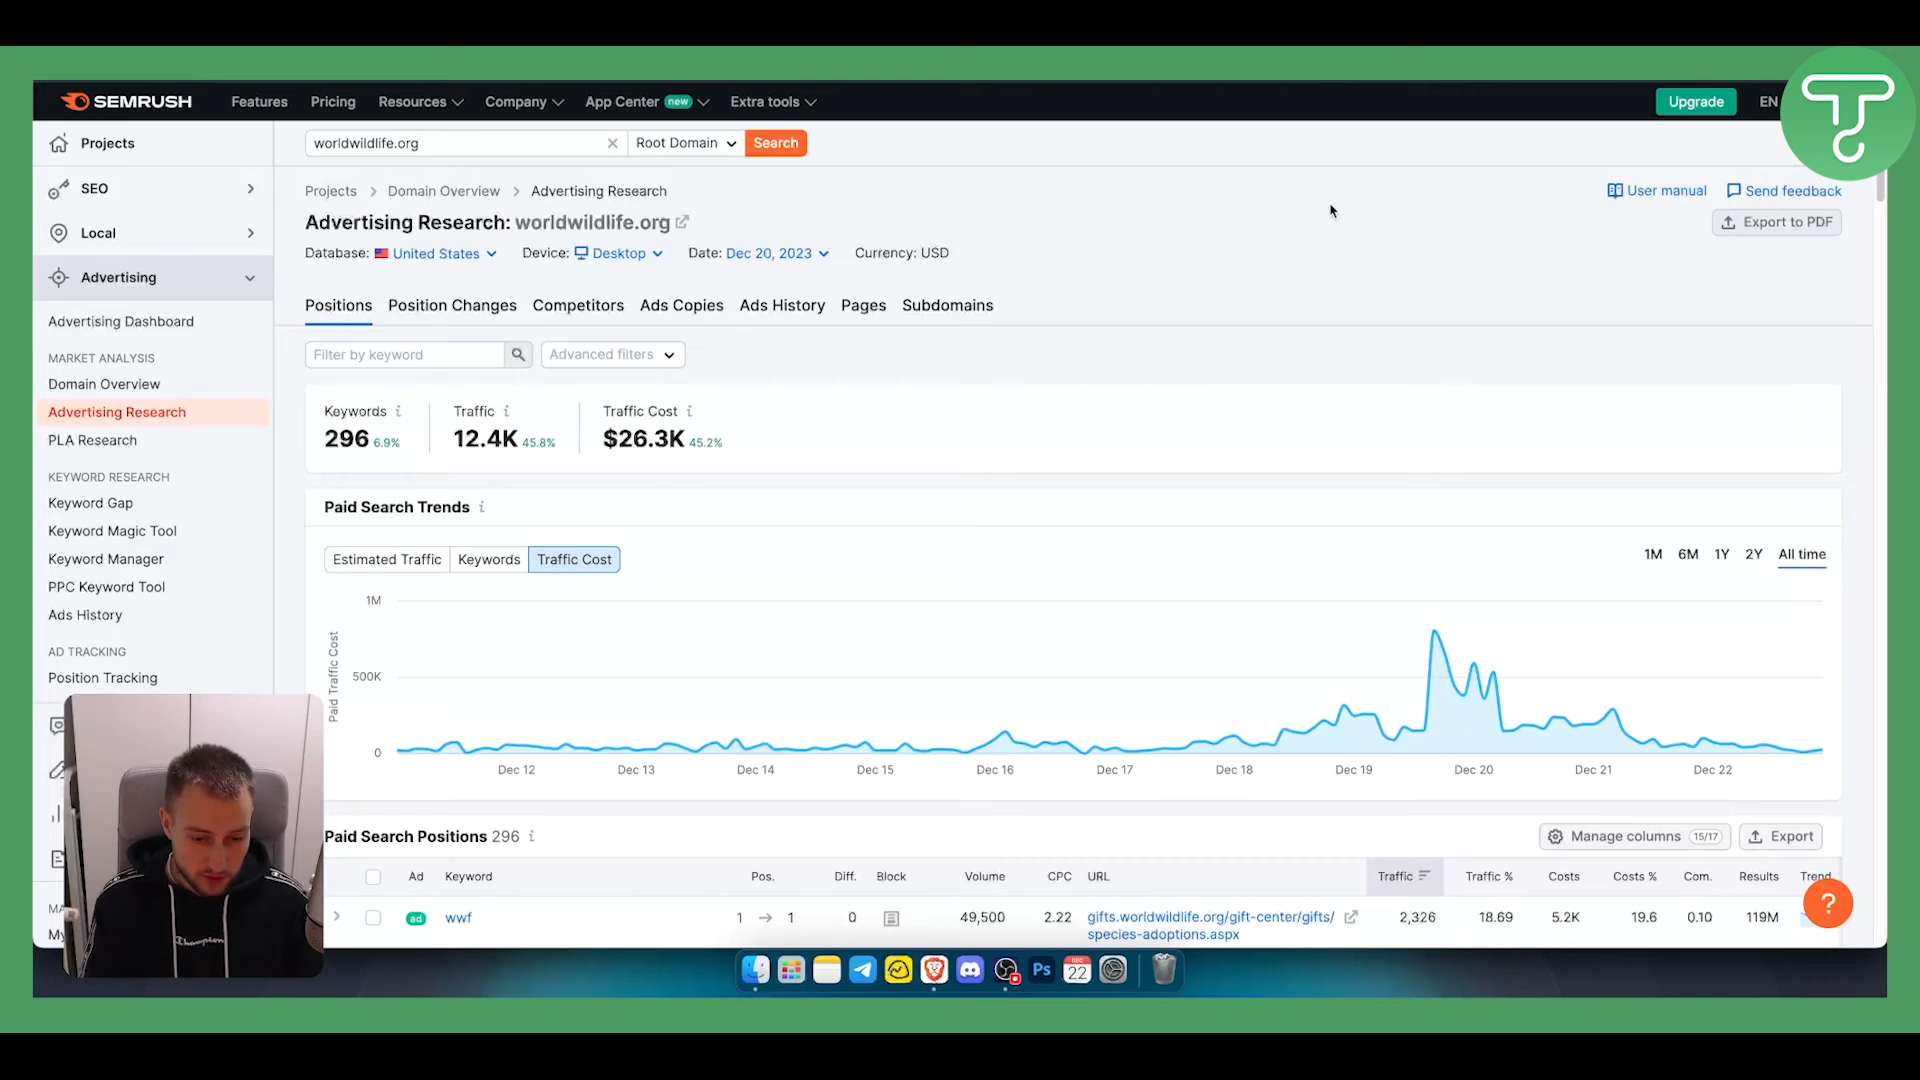 SEMRUSH Features Pricing Resources Company App Center new Extra tools Upgrade EN
Projects
worldwildlife.org Root Domain Search
SEO
Local
Advertising
Advertising Dashboard
MARKET ANALYSIS
Domain Overview
Advertising Research
PLA Research
KEYWORD RESEARCH
Keyword Gap
Keyword Magic Tool
Keyword Manager
PPC Keyword Tool
Ads History
AD TRACKING
Position Tracking
My
Projects > Domain Overview > Advertising Research
User manual Send feedback
Advertising Research: worldwildlife.org
Export to PDF
Database: United States Device: Desktop Date: Dec 20, 2023 Currency: USD
Positions Position Changes Competitors Ads Copies Ads History Pages Subdomains
Filter by keyword Advanced filters
Keywords i Traffic i Traffic Cost i
296 6.9% 12.4K 45.8% $26.3K 45.2%
Paid Search Trends i
Estimated Traffic Keywords Traffic Cost
1M 6M 1Y 2Y All time
1M
500K
0
Paid Traffic Cost
Dec 12 Dec 13 Dec 14 Dec 15 Dec 16 Dec 17 Dec 18 Dec 19 Dec 20 Dec 21 Dec 22
Paid Search Positions 296 i
Manage columns 15/17 Export
Ad Keyword Pos. Diff. Block Volume CPC URL Traffic Traffic % Costs Costs % Com. Results Trend
ad wwf 1 → 1 0 49,500 2.22 gifts.worldwildlife.org/gift-center/gifts/ 2,326 18.69 5.2K 19.6 0.10 119M
species-adoptions.aspx
?
Champion
Ps
DEC
22